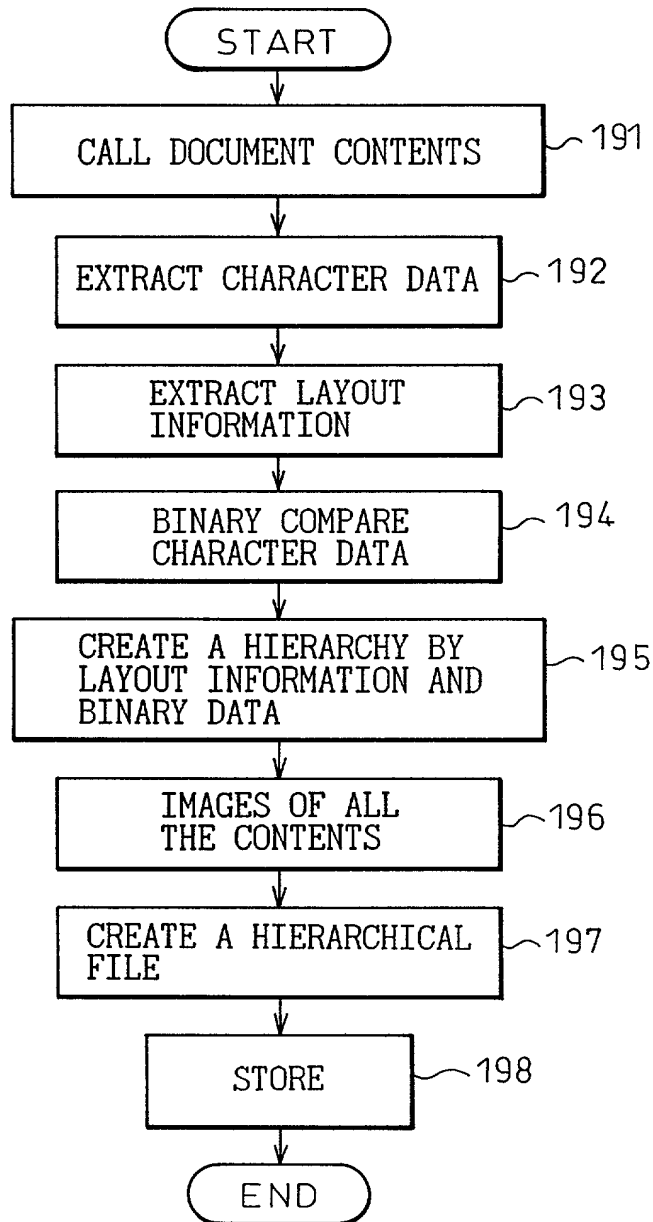 START
CALL DOCUMENT CONTENTS
191
EXTRACT CHARACTER DATA
192
EXTRACT LAYOUT
INFORMATION
193
BINARY COMPARE
CHARACTER DATA
194
CREATE A HIERARCHY BY
LAYOUT INFORMATION AND
BINARY DATA
195
IMAGES OF ALL
THE CONTENTS
196
CREATE A HIERARCHICAL
FILE
197
STORE
198
END